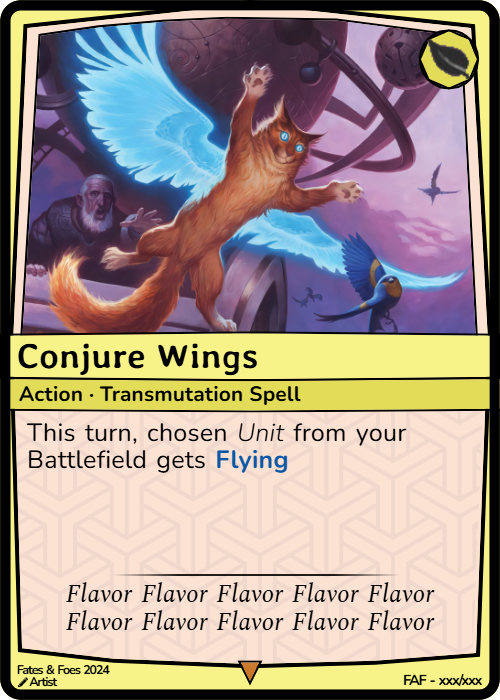 Conjure Wings
Action · Transmutation Spell
This turn, chosen Unit from your
Battlefield gets Flying
Flavor Flavor Flavor Flavor Flavor
Flavor Flavor Flavor Flavor Flavor
Fates & Foes 2024
Artist
FAF - xxx/xxx